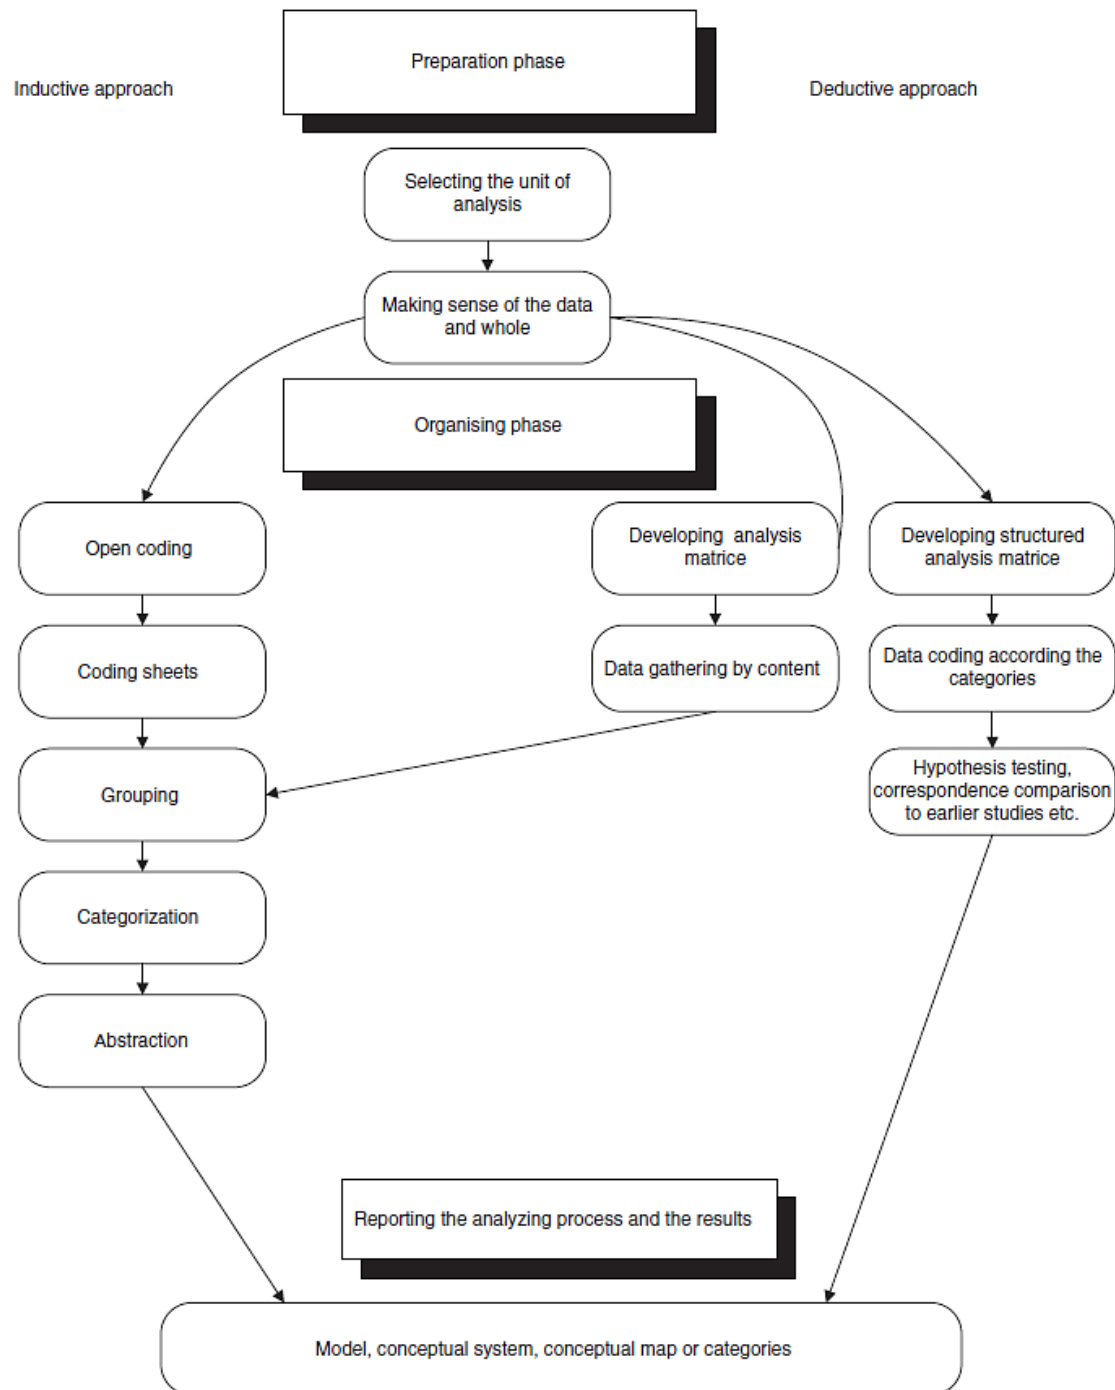 Preparation phase
Inductive approach
Deductive approach
Selecting the unit of
analysis
Making sense of the data
and whole
Organising phase
Open coding
Developing analysis
matrice
Developing structured
analysis matrice
Coding sheets
Data gathering by content
Data coding according the
categories
Grouping
Hypothesis testing,
correspondence comparison
to earlier studies etc.
Categorization
Abstraction
Reporting the analyzing process and the results
Model, conceptual system, conceptual map or categories